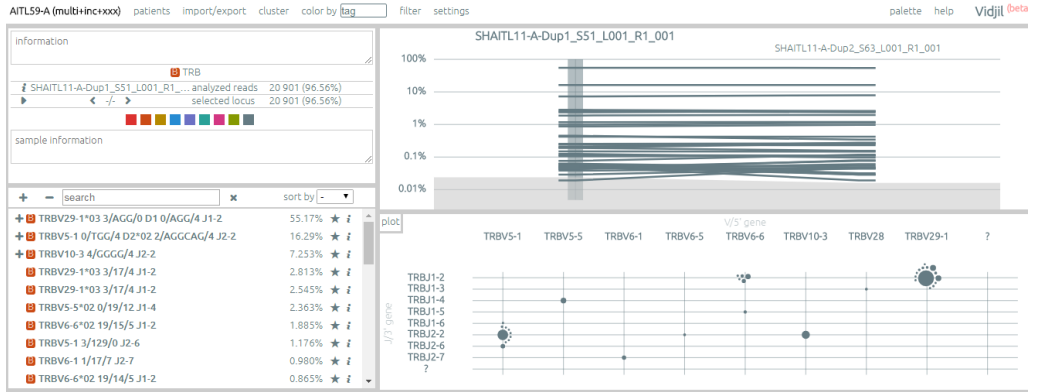 AITL59-A (multi+inc+xxx) patients import/export cluster color by tag filter settings palette help Vidjil (beta)
information
B TRB
i SHAITL11-A-Dup1_S51_L001_R1_... analyzed reads 20 901 (96.56%)
-/- selected locus 20 901 (96.56%)
sample information
+ - search x sort by -
+ B TRBV29-1*03 3/AGG/0 D1 0/AGG/4 J1-2 55.17% ★ i
+ B TRBV5-1 0/TGG/4 D2*02 2/AGGCAG/4 J2-2 16.29% ★ i
+ B TRBV10-3 4/GGGG/4 J2-2 7.253% ★ i
B TRBV29-1*03 3/17/4 J1-2 2.813% ★ i
B TRBV29-1*03 3/17/4 J1-2 2.545% ★ i
B TRBV5-5*02 0/19/12 J1-4 2.363% ★ i
B TRBV6-6*02 19/15/5 J1-2 1.885% ★ i
B TRBV5-1 3/129/0 J2-6 1.176% ★ i
B TRBV6-1 1/17/7 J2-7 0.980% ★ i
B TRBV6-6*02 19/14/5 J1-2 0.865% ★ i
SHAITL11-A-Dup1_S51_L001_R1_001
SHAITL11-A-Dup2_S63_L001_R1_001
100%
10%
1%
0.1%
0.01%
plot
V/5' gene
TRBV5-1 TRBV5-5 TRBV6-1 TRBV6-5 TRBV6-6 TRBV10-3 TRBV28 TRBV29-1 ?
J/3' gene
TRBJ1-2
TRBJ1-3
TRBJ1-4
TRBJ1-5
TRBJ1-6
TRBJ2-2
TRBJ2-6
TRBJ2-7
?